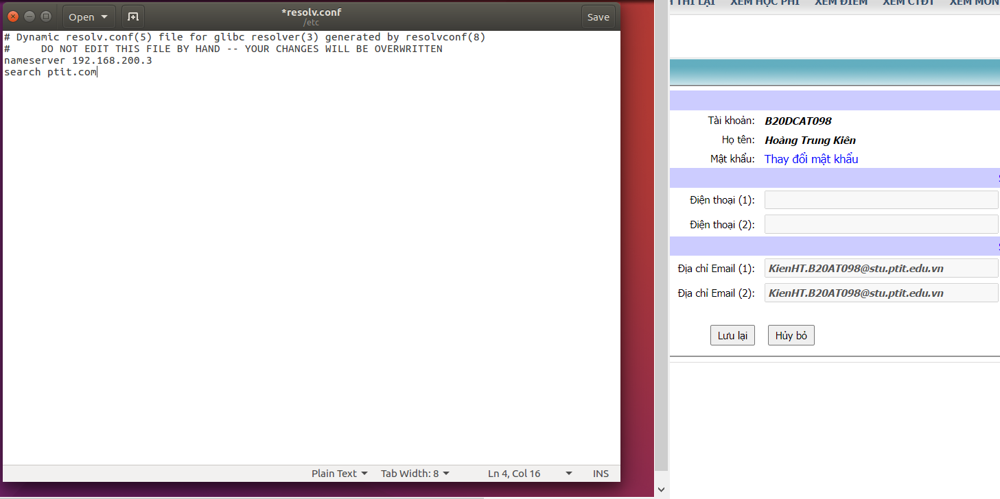 Open
*resolv.conf
/etc
Save
# Dynamic resolv.conf(5) file for glibc resolver(3) generated by resolvconf(8)
#     DO NOT EDIT THIS FILE BY HAND -- YOUR CHANGES WILL BE OVERWRITTEN
nameserver 192.168.200.3
search ptit.com
Plain Text Tab Width: 8 Ln 4, Col 16 INS
THI LẠI XEM HỌC PHÍ XEM ĐIỂM XEM CTĐT XEM MÔN
Tài khoản: B20DCAT098
Họ tên: Hoàng Trung Kiên
Mật khẩu: Thay đổi mật khẩu
Điện thoại (1):
Điện thoại (2):
Địa chỉ Email (1): KienHT.B20AT098@stu.ptit.edu.vn
Địa chỉ Email (2): KienHT.B20AT098@stu.ptit.edu.vn
Lưu lại Hủy bỏ